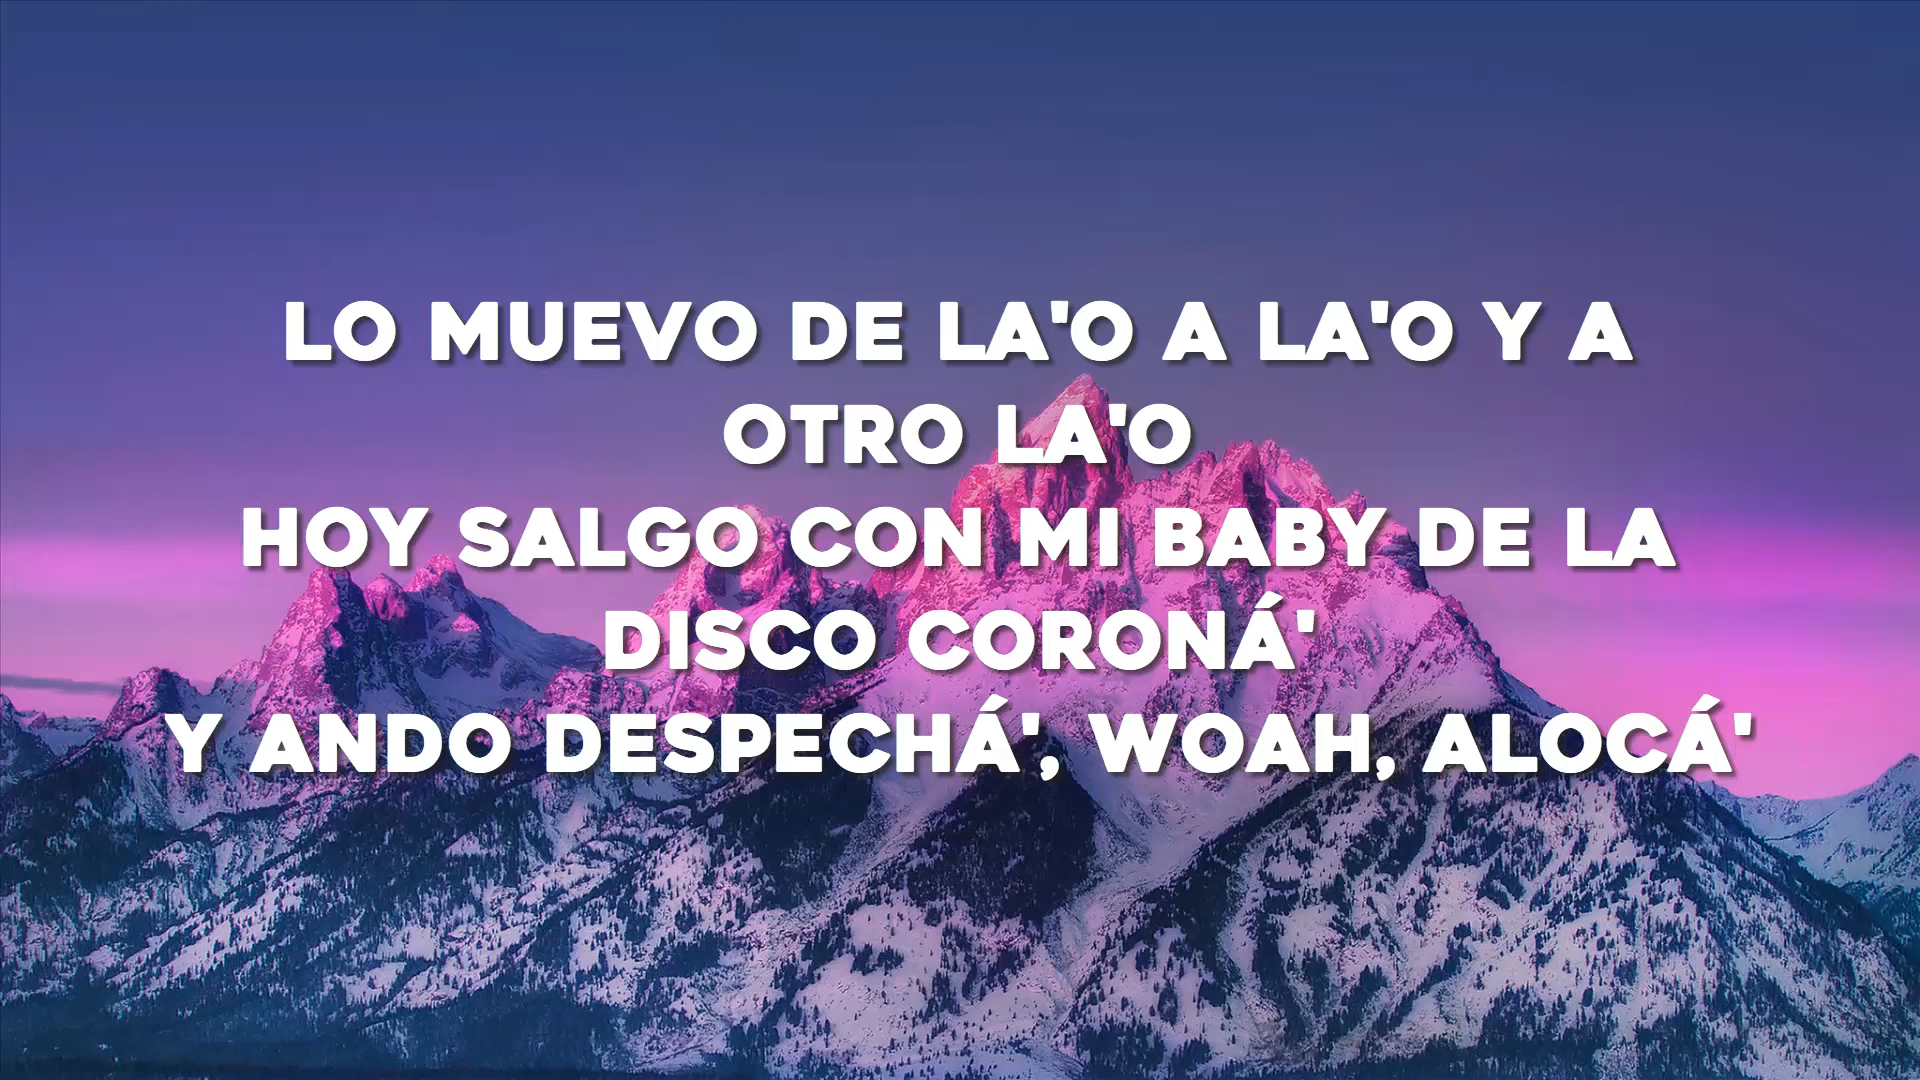 LO MUEVO DE LA'O A LA'O Y A
OTRO LA'O
HOY SALGO CON MI BABY DE LA
DISCO CORONÁ'
Y ANDO DESPECHÁ', WOAH, ALOCÁ'